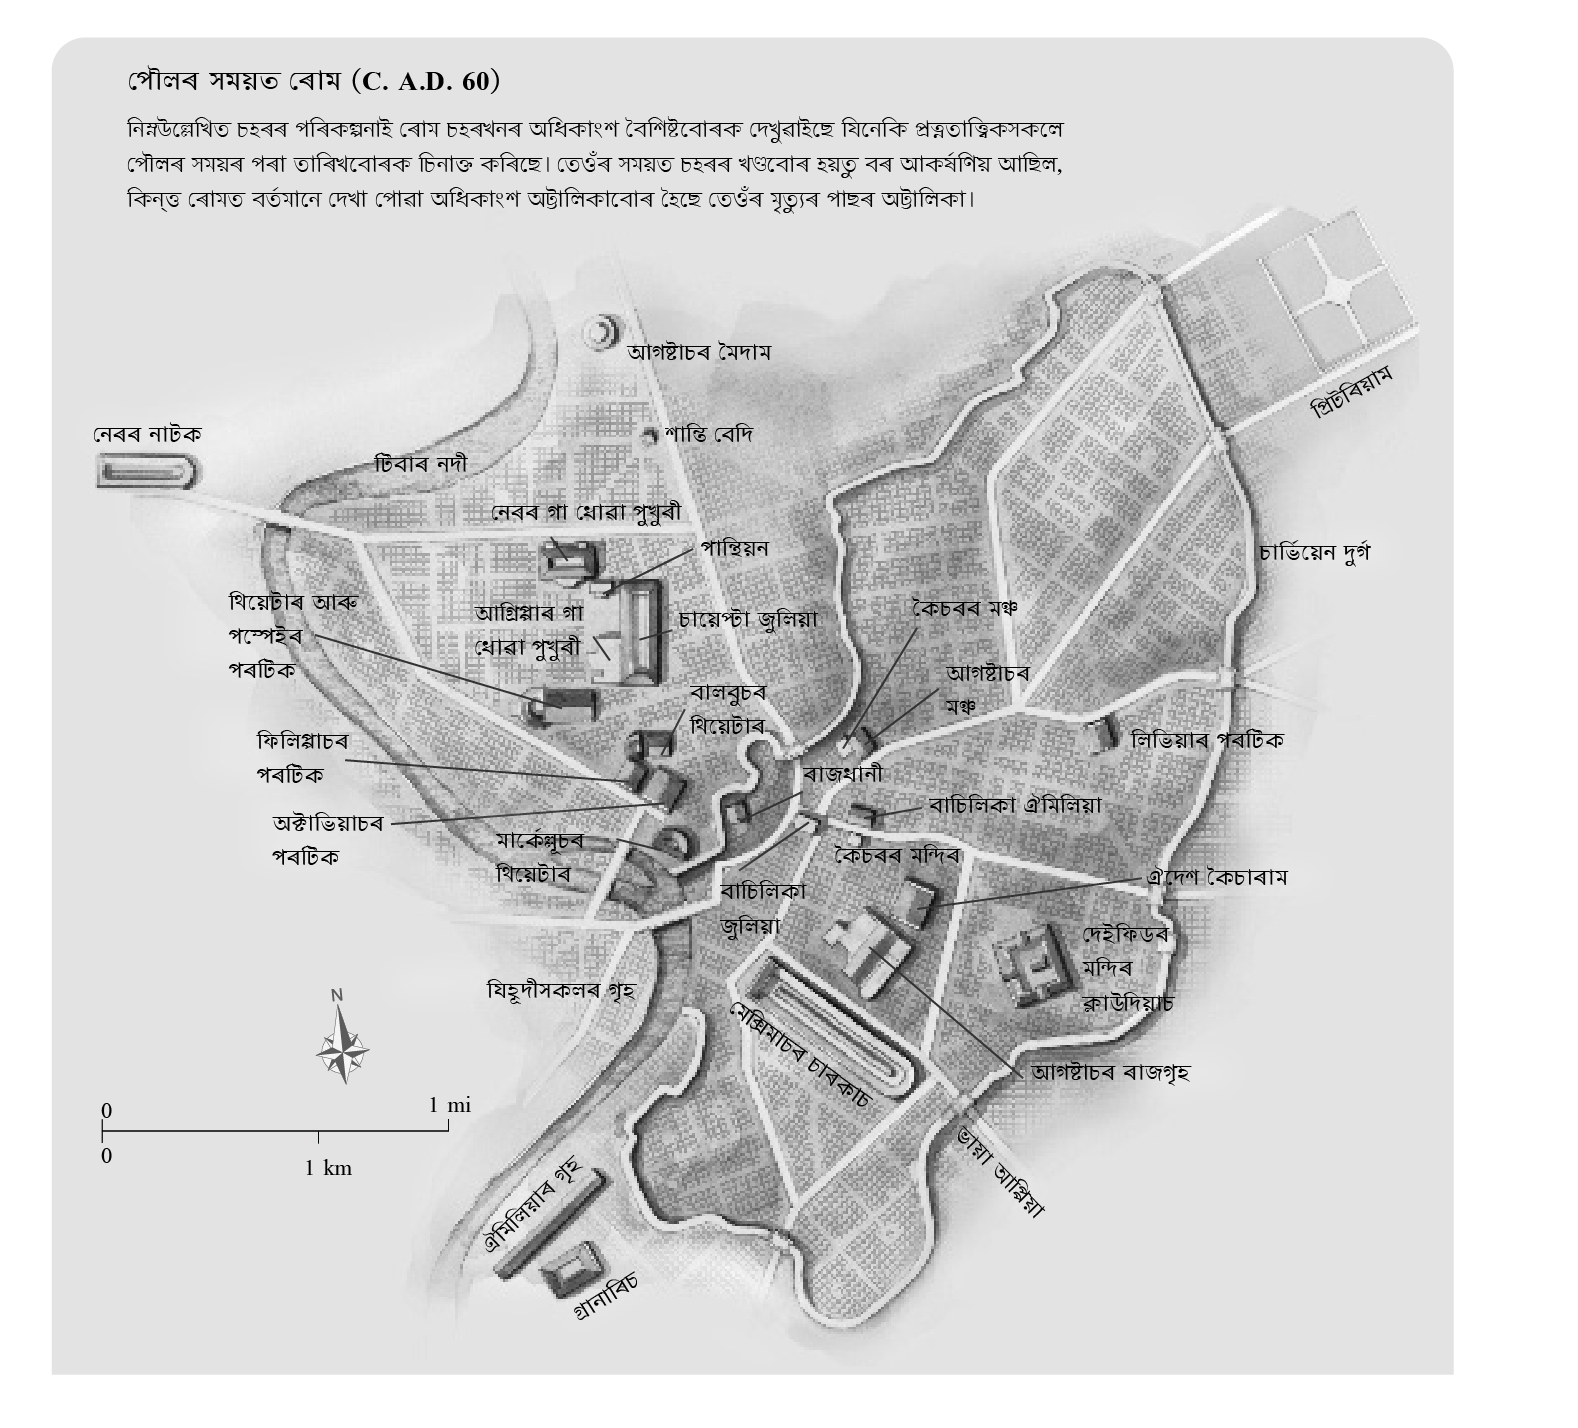 পৌলৰ সময়ত ৰোম (C. A.D. 60)
নিম্নউল্লেখিত চহৰৰ পৰিকল্পনাই ৰোম চহৰখনৰ অধিকাংশ বৈশিষ্টবোৰক দেখুৱাইছে যিনেকি প্ৰত্নতাত্ত্বিকসকলে
পৌলৰ সময়ৰ পৰা তাৰিখবোৰক চিনাক্ত কৰিছে। তেওঁৰ সময়ত চহৰৰ খণ্ডবোৰ হয়তু বৰ আকৰ্ষণিয় আছিল,
কিন্ত্ত ৰোমত বৰ্তমানে দেখা পোৱা অধিকাংশ অট্টালিকাবোৰ হৈছে তেওঁৰ মৃত্যুৰ পাছৰ অট্টালিকা।
আগষ্টাচৰ মৈদাম
প্ৰিটৰিয়াম
নেৰৰ নাটক
শান্তি বেদি
টিবাৰ নদী
নেৰৰ গা ধোৱা পুখুৰী
পান্থিয়ন
চাৰ্ভিয়েন দুৰ্গ
থিয়েটাৰ আৰু
পম্পেইৰ
পৰটিক
আগ্ৰিপ্পাৰ গা
ধোৱা পুখুৰী
চায়েপ্টা জুলিয়া
কৈচৰৰ মঞ্চ
আগষ্টাচৰ
মঞ্চ
বালবুচৰ
থিয়েটাৰ
লিভিয়াৰ পৰটিক
ফিলিপ্পাচৰ
পৰটিক
ৰাজধানী
বাচিলিকা ঐমিলিয়া
অক্টাভিয়াচৰ
পৰটিক
মাৰ্কেল্লূচৰ
থিয়েটাৰ
কৈচৰৰ মন্দিৰ
বাচিলিকা
জুলিয়া
ঐদেশ কৈচাৰাম
দেইফিডৰ
মন্দিৰ
ক্লাউদিয়াচ
যিহূদীসকলৰ গৃহ
মেক্সিমাচৰ চাৰকাচ
আগষ্টাচৰ ৰাজগৃহ
N
0
1 mi
0
1 km
ভায়া আপ্পিয়া
ঐমিলিয়াৰ গৃহ
গ্ৰানাৰিচ